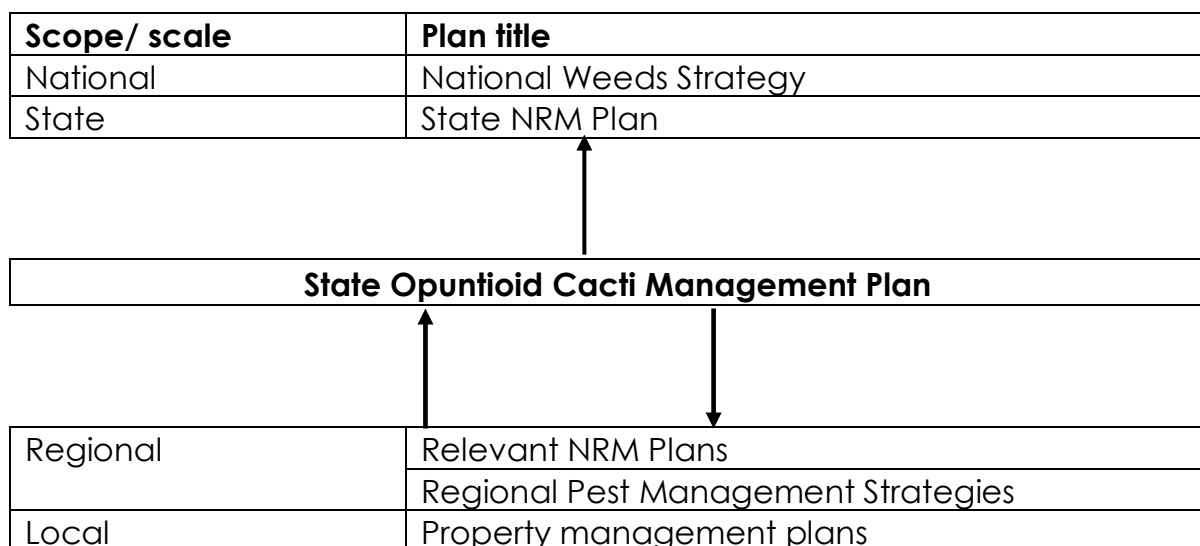 Scope/ scale Plan title
National National Weeds Strategy
State State NRM Plan
State Opuntioid Cacti Management Plan
Regional Relevant NRM Plans
Regional Pest Management Strategies
Local Property management plans